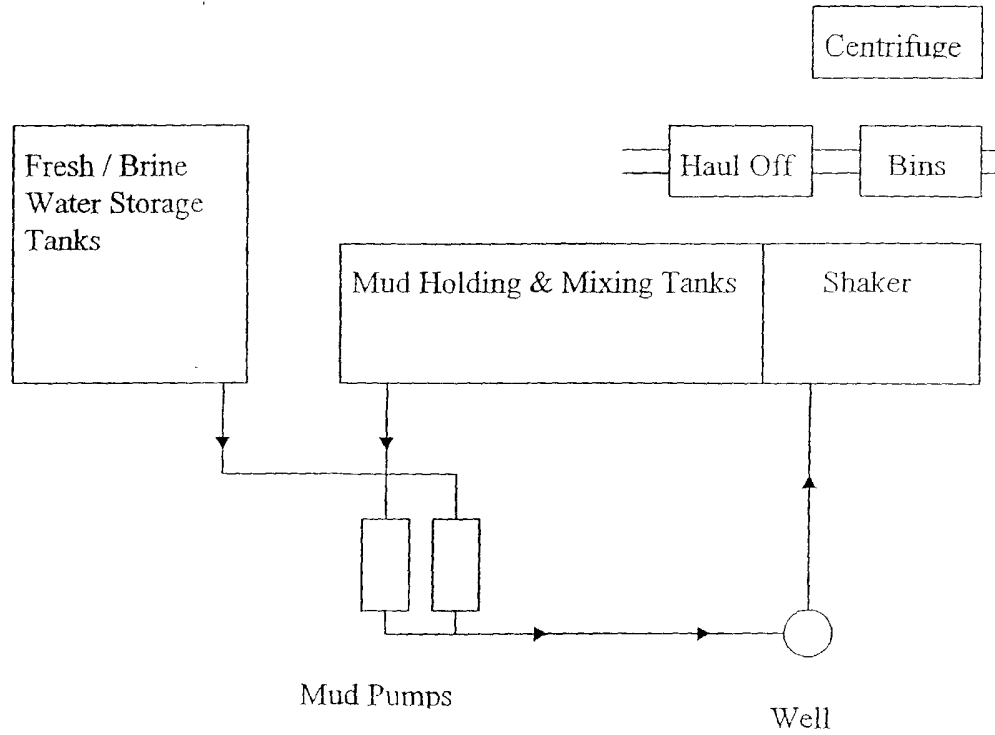 Centrifuge
Fresh / Brine
Water Storage
Tanks
Haul Off
Bins
Mud Holding & Mixing Tanks
Shaker
Mud Pumps
Well